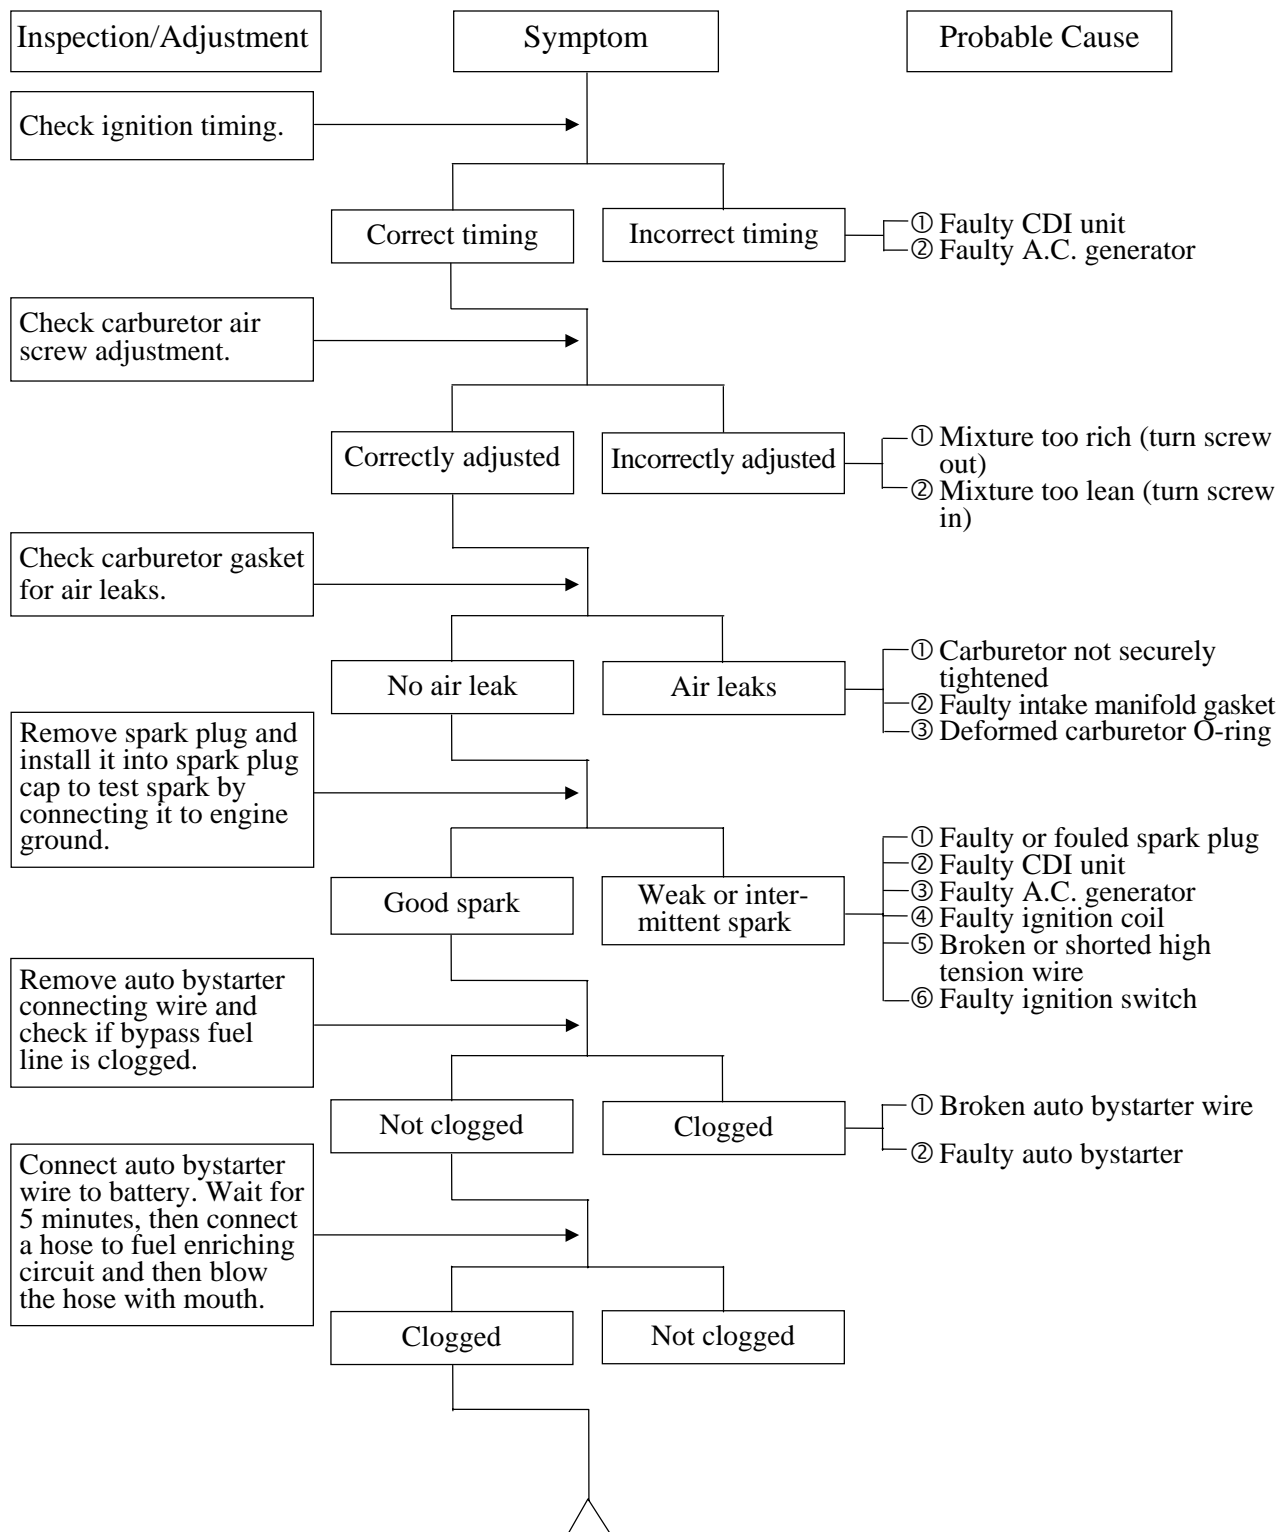 Inspection/Adjustment
Symptom
Probable Cause
Check ignition timing.
Correct timing
Incorrect timing
① Faulty CDI unit
② Faulty A.C. generator
Check carburetor air
screw adjustment.
Correctly adjusted
Incorrectly adjusted
① Mixture too rich (turn screw
out)
② Mixture too lean (turn screw
in)
Check carburetor gasket
for air leaks.
No air leak
Air leaks
① Carburetor not securely
tightened
② Faulty intake manifold gasket
③ Deformed carburetor O-ring
Remove spark plug and
install it into spark plug
cap to test spark by
connecting it to engine
ground.
Good spark
Weak or inter-
mittent spark
① Faulty or fouled spark plug
② Faulty CDI unit
③ Faulty A.C. generator
④ Faulty ignition coil
⑤ Broken or shorted high
tension wire
⑥ Faulty ignition switch
Remove auto bystarter
connecting wire and
check if bypass fuel
line is clogged.
Not clogged
Clogged
① Broken auto bystarter wire
② Faulty auto bystarter
Connect auto bystarter
wire to battery. Wait for
5 minutes, then connect
a hose to fuel enriching
circuit and then blow
the hose with mouth.
Clogged
Not clogged